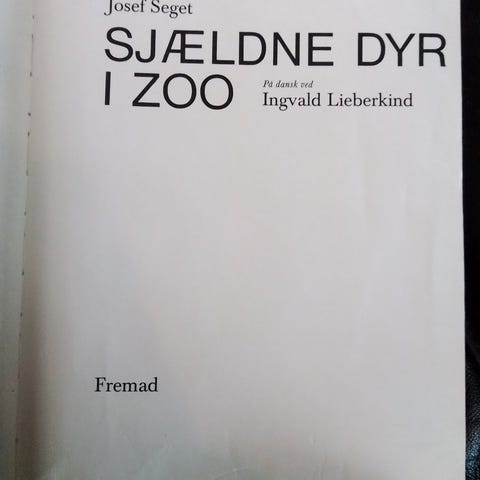 Josef Seget
SJÆLDNE DYR
I ZOO På dansk ved
Ingvald Lieberkind
Fremad